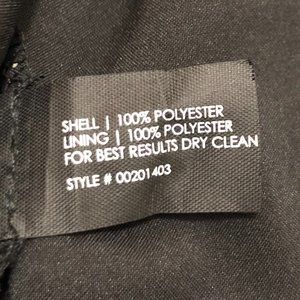 SHELL | 100% POLYESTER
LINING | 100% POLYESTER
FOR BEST RESULTS DRY CLEAN
STYLE # 00201403